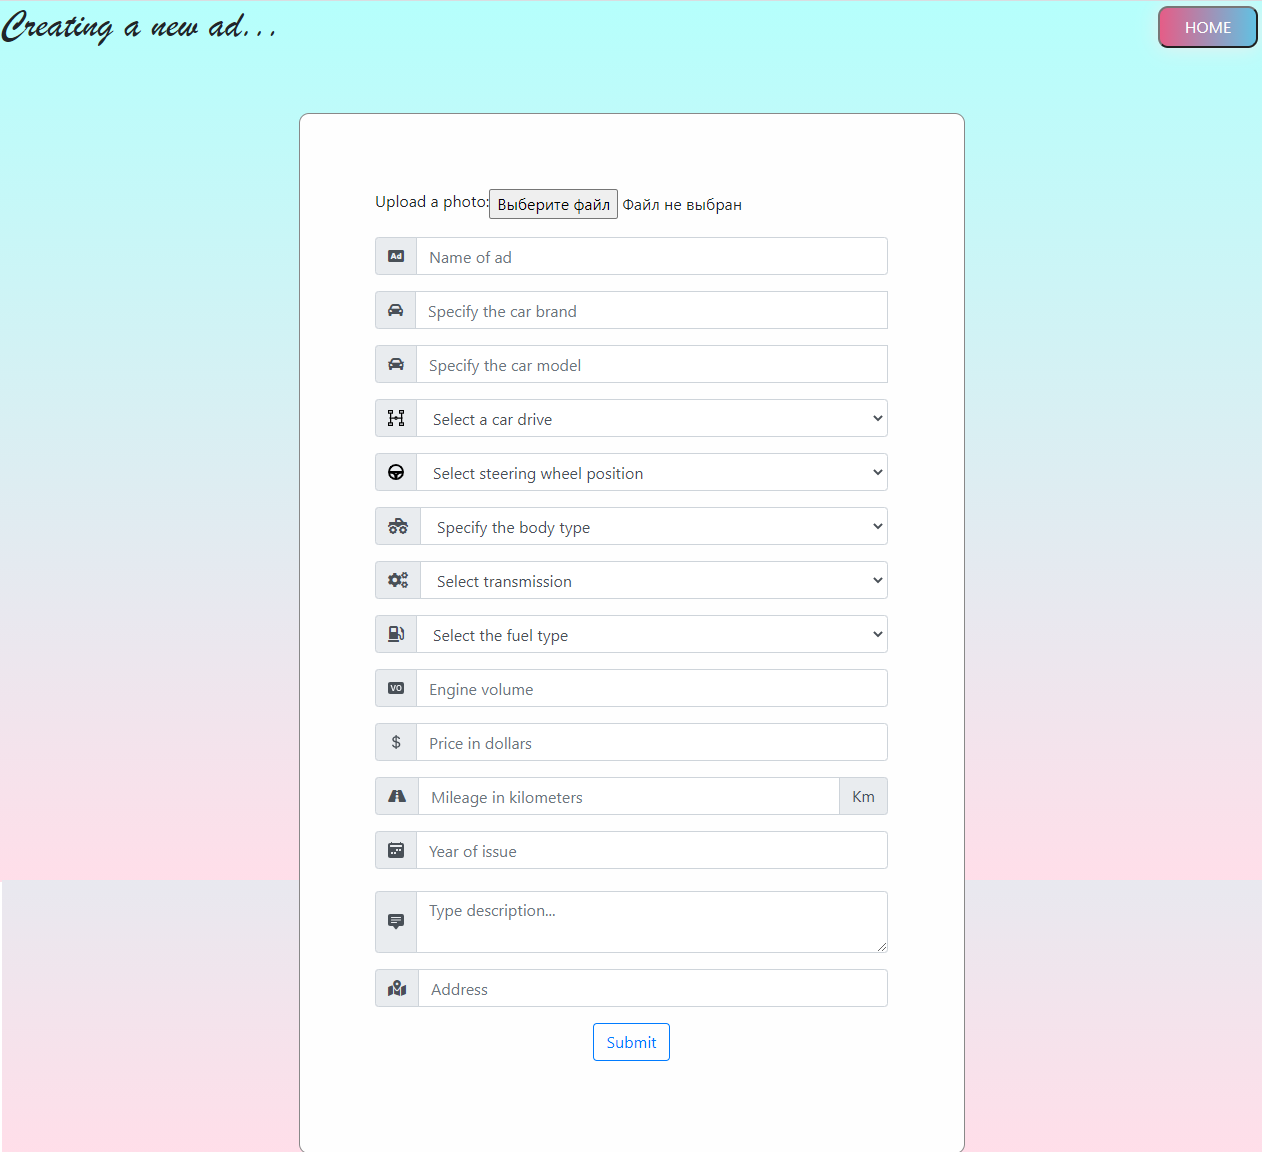 Creating a new ad...
HOME
Upload a photo: Выберите файл Файл не выбран
Ad Name of ad
Specify the car brand
Specify the car model
Select a car drive
Select steering wheel position
Specify the body type
Select transmission
Select the fuel type
VO Engine volume
$ Price in dollars
Mileage in kilometers Km
Year of issue
Type description...
Address
Submit